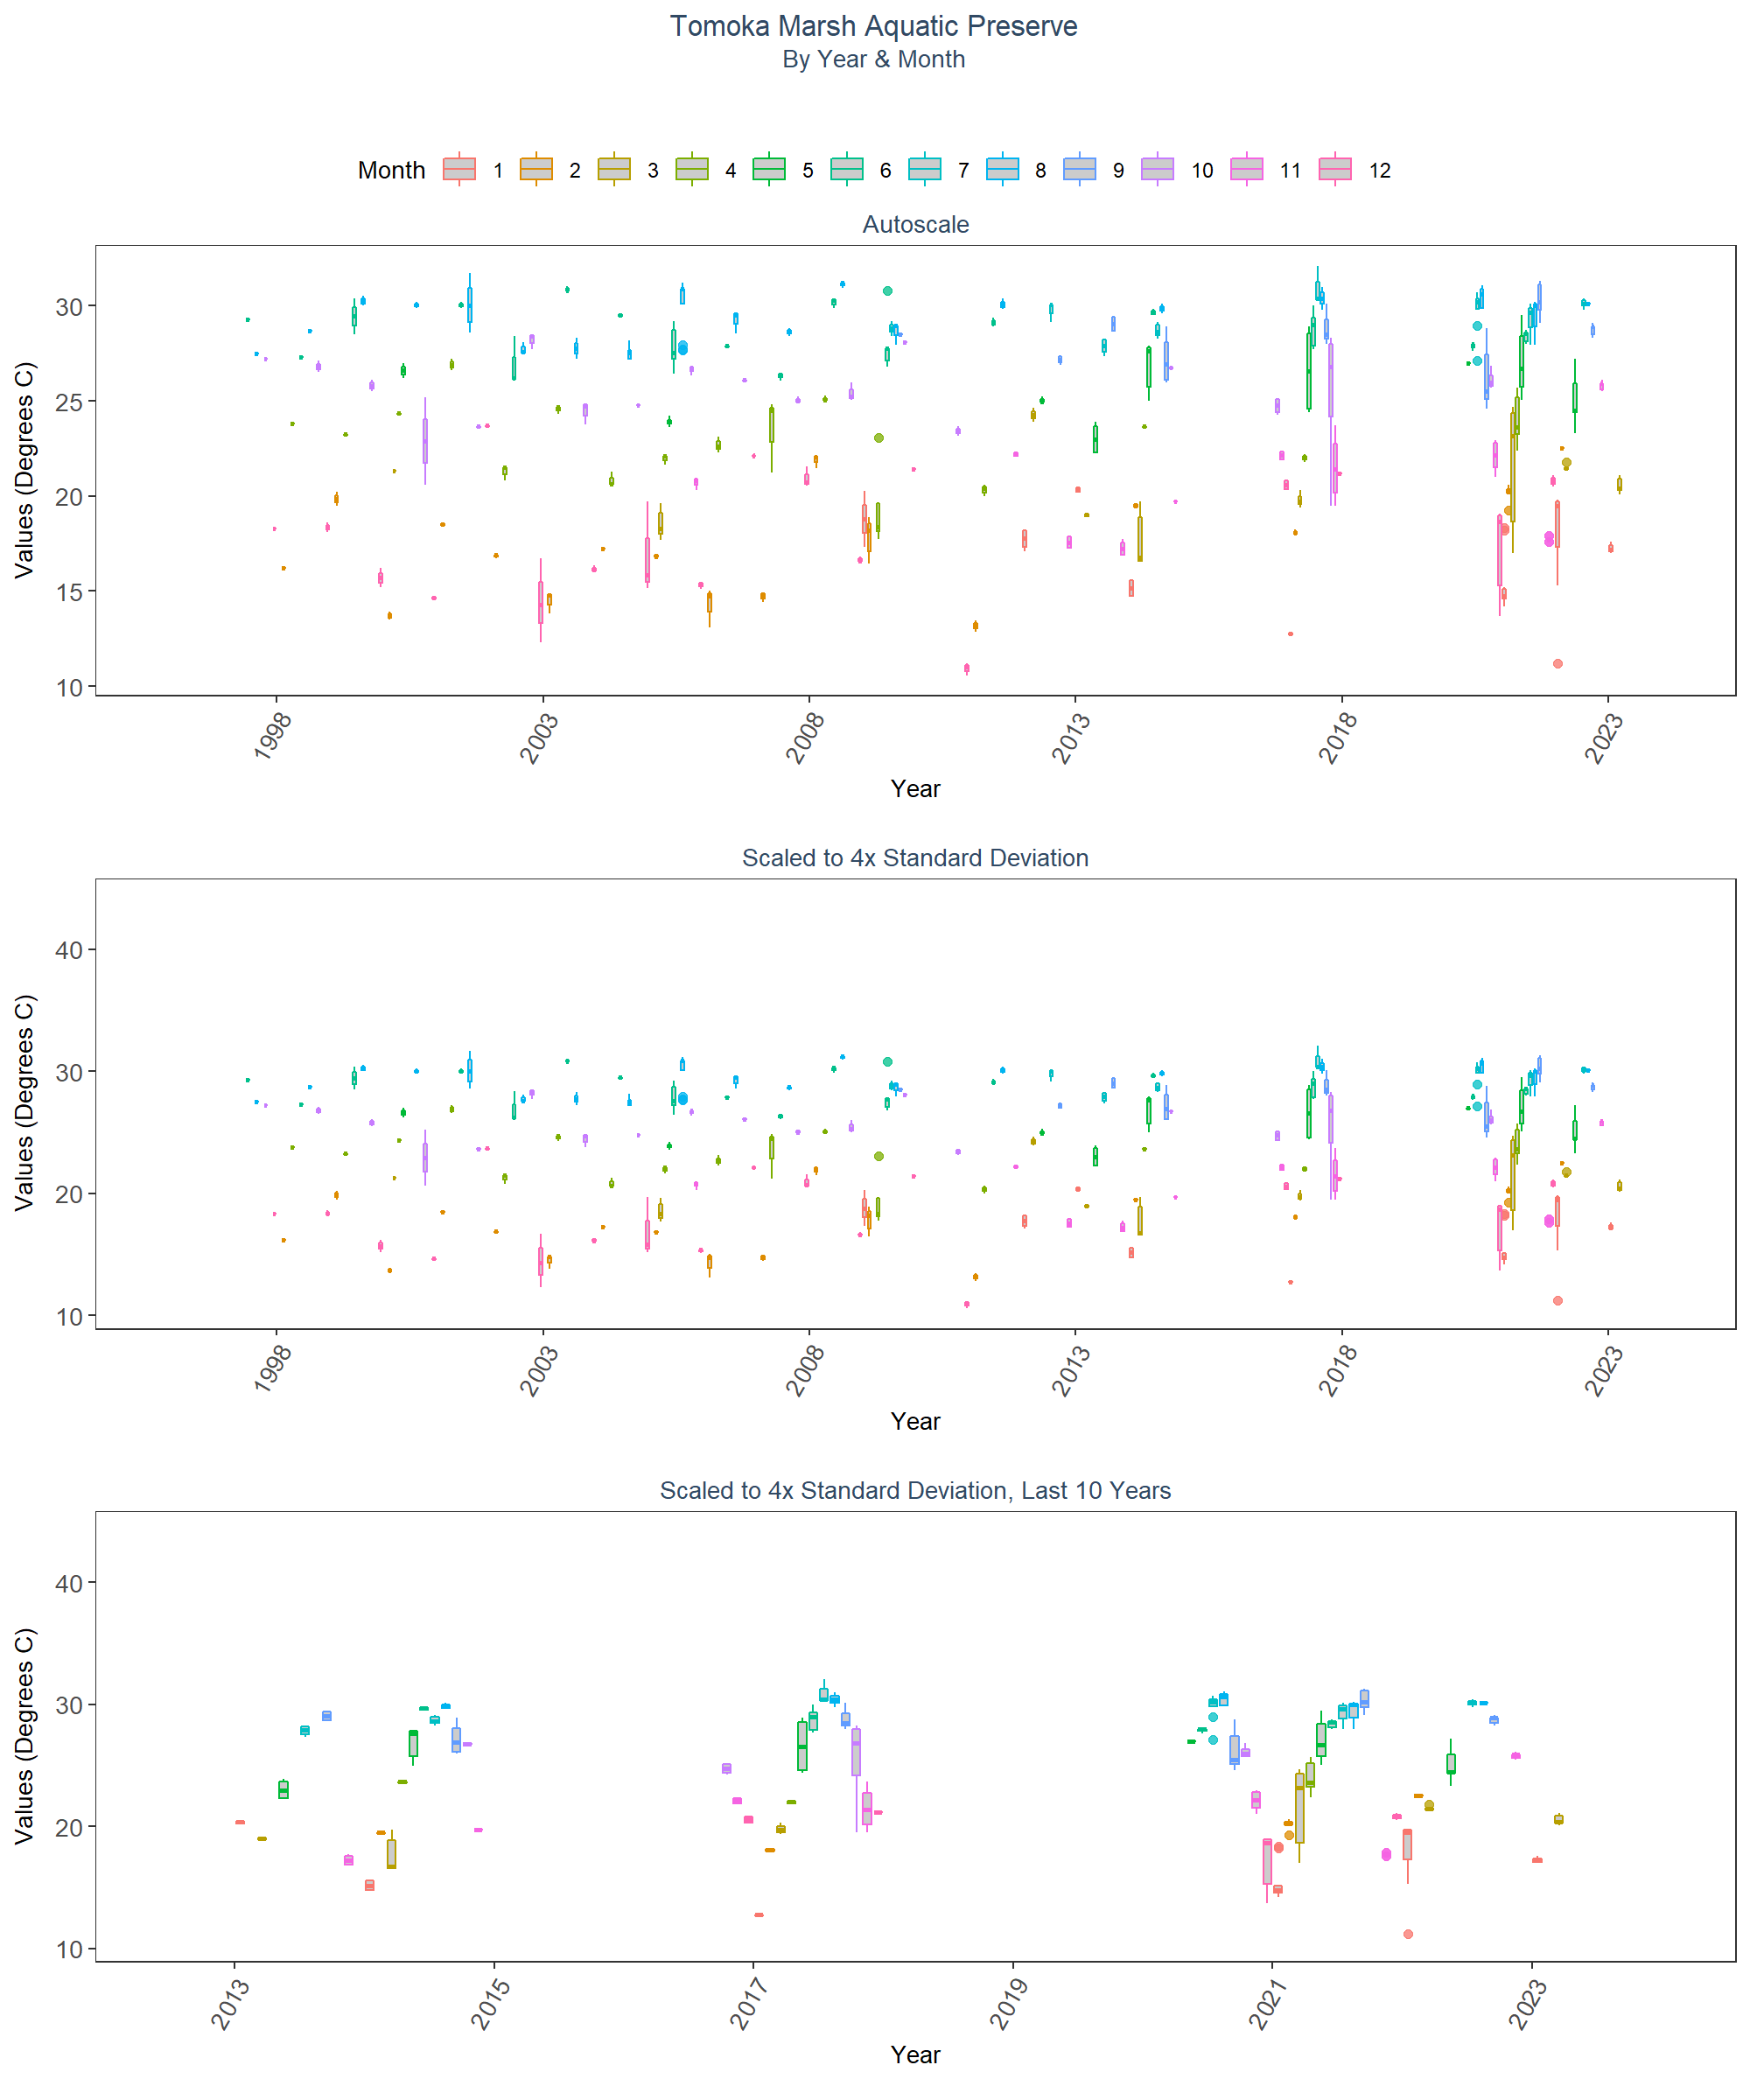 Tomoka Marsh Aquatic Preserve
By Year & Month
Month 1 2 3 4 5 6 7 8 9 10 11 12
Autoscale
Values (Degrees C)
30
25
20
15
10
1998 2003 2008 2013 2018 2023
Year
Scaled to 4x Standard Deviation
Values (Degrees C)
40
30
20
10
1998 2003 2008 2013 2018 2023
Year
Scaled to 4x Standard Deviation, Last 10 Years
Values (Degrees C)
40
30
20
10
2013 2015 2017 2019 2021 2023
Year